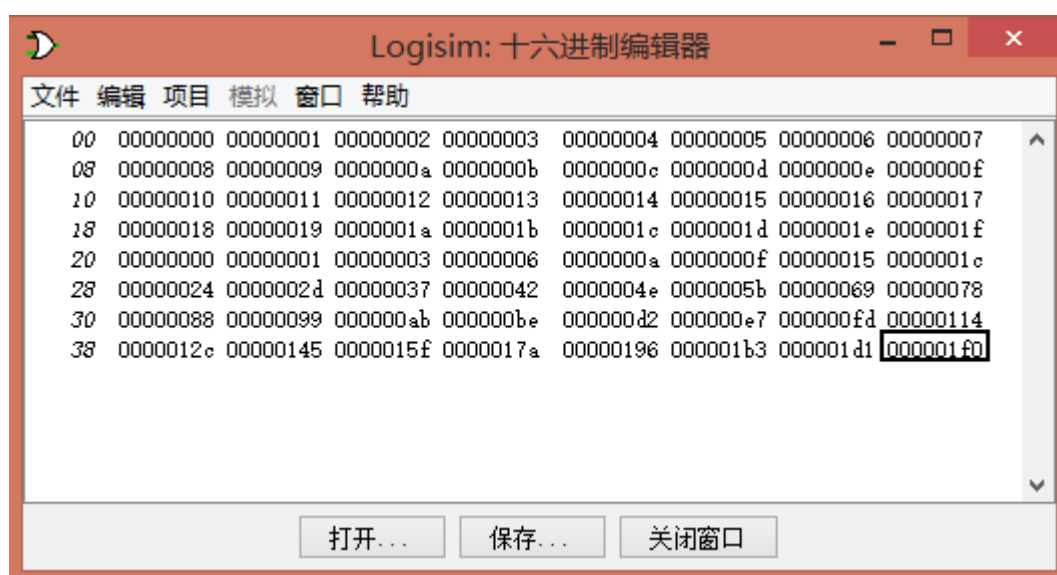 Logisim: 十六进制编辑器
文件 编辑 项目 模拟 窗口 帮助
00 00000000 00000001 00000002 00000003 00000004 00000005 00000006 00000007
08 00000008 00000009 0000000a 0000000b 0000000c 0000000d 0000000e 0000000f
10 00000010 00000011 00000012 00000013 00000014 00000015 00000016 00000017
18 00000018 00000019 0000001a 0000001b 0000001c 0000001d 0000001e 0000001f
20 00000000 00000001 00000003 00000006 0000000a 0000000f 00000015 0000001c
28 00000024 0000002d 00000037 00000042 0000004e 0000005b 00000069 00000078
30 00000088 00000099 000000ab 000000be 000000d2 000000e7 000000fd 00000114
38 0000012c 00000145 0000015f 0000017a 00000196 000001b3 000001d1 000001f0
打开... 保存... 关闭窗口